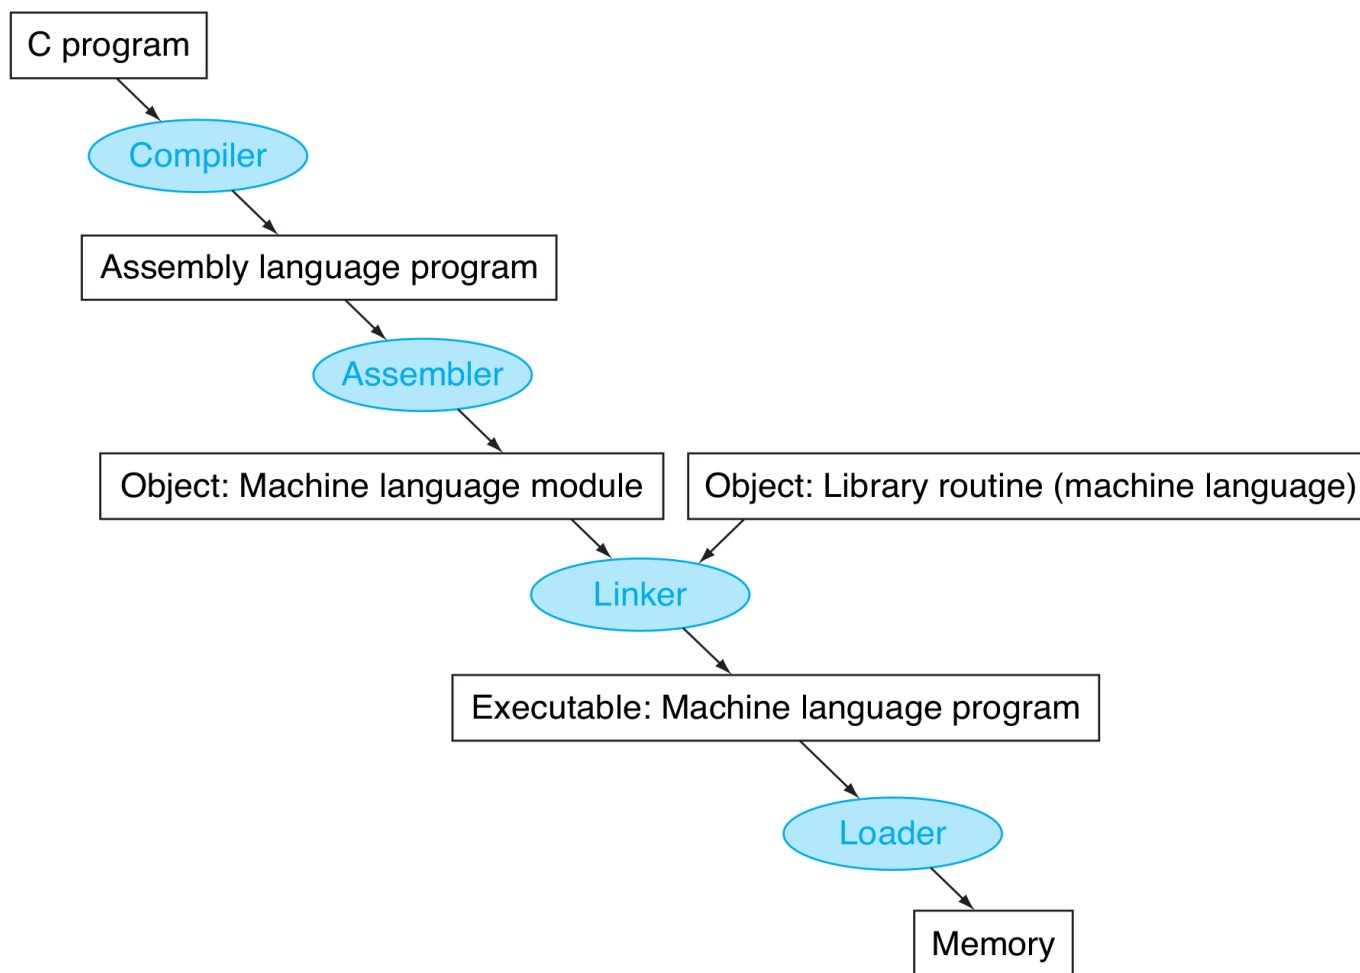 C program
Compiler
Assembly language program
Assembler
Object: Machine language module
Object: Library routine (machine language)
Linker
Executable: Machine language program
Loader
Memory